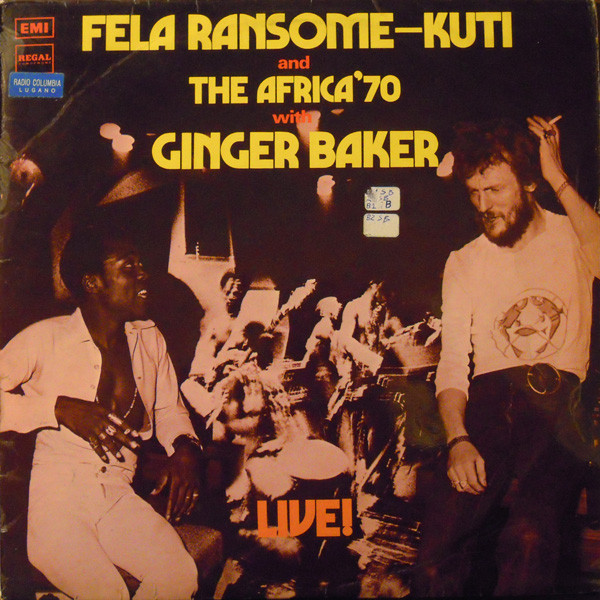 EMI
REGAL
RADIO COLUMBIA
LUGANO
FELA RANSOME–KUTI
and
THE AFRICA'70
with
GINGER BAKER
B
LIVE!